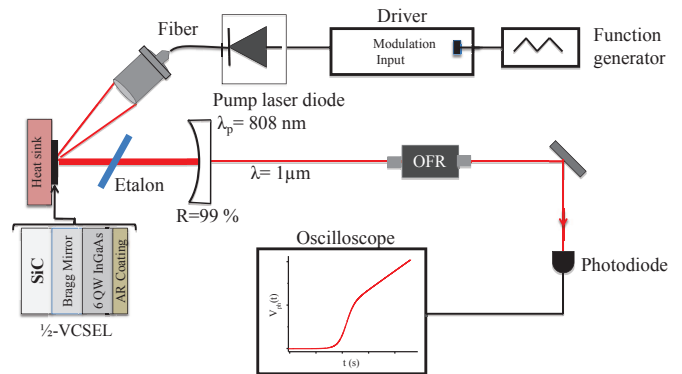 Driver
Fiber
Modulation
Input
Function
generator
Pump laser diode
λp= 808 nm
Heat sink
Etalon
OFR
λ= 1µm
R=99 %
Oscilloscope
Photodiode
SiC
Bragg Mirror
6 QW InGaAs
AR Coating
½-VCSEL
Vph(t)
t (s)